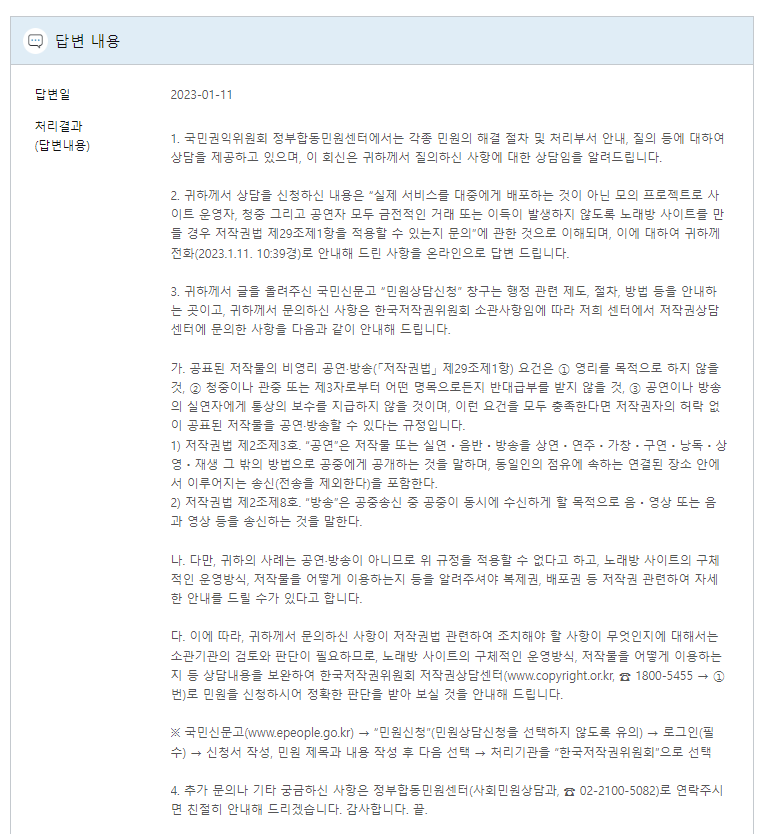 답변 내용
답변일 2023-01-11
처리결과
(답변내용)
1. 국민권익위원회 정부합동민원센터에서는 각종 민원의 해결 절차 및 처리부서 안내, 질의 등에 대하여
상담을 제공하고 있으며, 이 회신은 귀하께서 질의하신 사항에 대한 상담임을 알려드립니다.
2. 귀하께서 상담을 신청하신 내용은 “실제 서비스를 대중에게 배포하는 것이 아닌 모의 프로젝트로 사
이트 운영자, 청중 그리고 공연자 모두 금전적인 거래 또는 이득이 발생하지 않도록 노래방 사이트를 만
들 경우 저작권법 제29조제1항을 적용할 수 있는지 문의”에 관한 것으로 이해되며, 이에 대하여 귀하께
전화(2023.1.11. 10:39경)로 안내해 드린 사항을 온라인으로 답변 드립니다.
3. 귀하께서 글을 올려주신 국민신문고 “민원상담신청” 창구는 행정 관련 제도, 절차, 방법 등을 안내하
는 곳이고, 귀하께서 문의하신 사항은 한국저작권위원회 소관사항임에 따라 저희 센터에서 저작권상담
센터에 문의한 사항을 다음과 같이 안내해 드립니다.
가. 공표된 저작물의 비영리 공연·방송(「저작권법」 제29조제1항) 요건은 ① 영리를 목적으로 하지 않을
것, ② 청중이나 관중 또는 제3자로부터 어떤 명목으로든지 반대급부를 받지 않을 것, ③ 공연이나 방송
의 실연자에게 통상의 보수를 지급하지 않을 것이며, 이런 요건을 모두 충족한다면 저작권자의 허락 없
이 공표된 저작물을 공연·방송할 수 있다는 규정입니다.
1) 저작권법 제2조제3호. “공연”은 저작물 또는 실연・음반・방송을 상연・연주・가창・구연・낭독・상
영・재생 그 밖의 방법으로 공중에게 공개하는 것을 말하며, 동일인의 점유에 속하는 연결된 장소 안에
서 이루어지는 송신(전송을 제외한다)을 포함한다.
2) 저작권법 제2조제8호. “방송”은 공중송신 중 공중이 동시에 수신하게 할 목적으로 음・영상 또는 음
과 영상 등을 송신하는 것을 말한다.
나. 다만, 귀하의 사례는 공연·방송이 아니므로 위 규정을 적용할 수 없다고 하고, 노래방 사이트의 구체
적인 운영방식, 저작물을 어떻게 이용하는지 등을 알려주셔야 복제권, 배포권 등 저작권 관련하여 자세
한 안내를 드릴 수가 있다고 합니다.
다. 이에 따라, 귀하께서 문의하신 사항이 저작권법 관련하여 조치해야 할 사항이 무엇인지에 대해서는
소관기관의 검토와 판단이 필요하므로, 노래방 사이트의 구체적인 운영방식, 저작물을 어떻게 이용하는
지 등 상담내용을 보완하여 한국저작권위원회 저작권상담센터(www.copyright.or.kr, ☎ 1800-5455 → ①
번)로 민원을 신청하시어 정확한 판단을 받아 보실 것을 안내해 드립니다.
※ 국민신문고(www.epeople.go.kr) → “민원신청”(민원상담신청을 선택하지 않도록 유의) → 로그인(필
수) → 신청서 작성, 민원 제목과 내용 작성 후 다음 선택 → 처리기관을 “한국저작권위원회”으로 선택
4. 추가 문의나 기타 궁금하신 사항은 정부합동민원센터(사회민원상담과, ☎ 02-2100-5082)로 연락주시
면 친절히 안내해 드리겠습니다. 감사합니다. 끝.